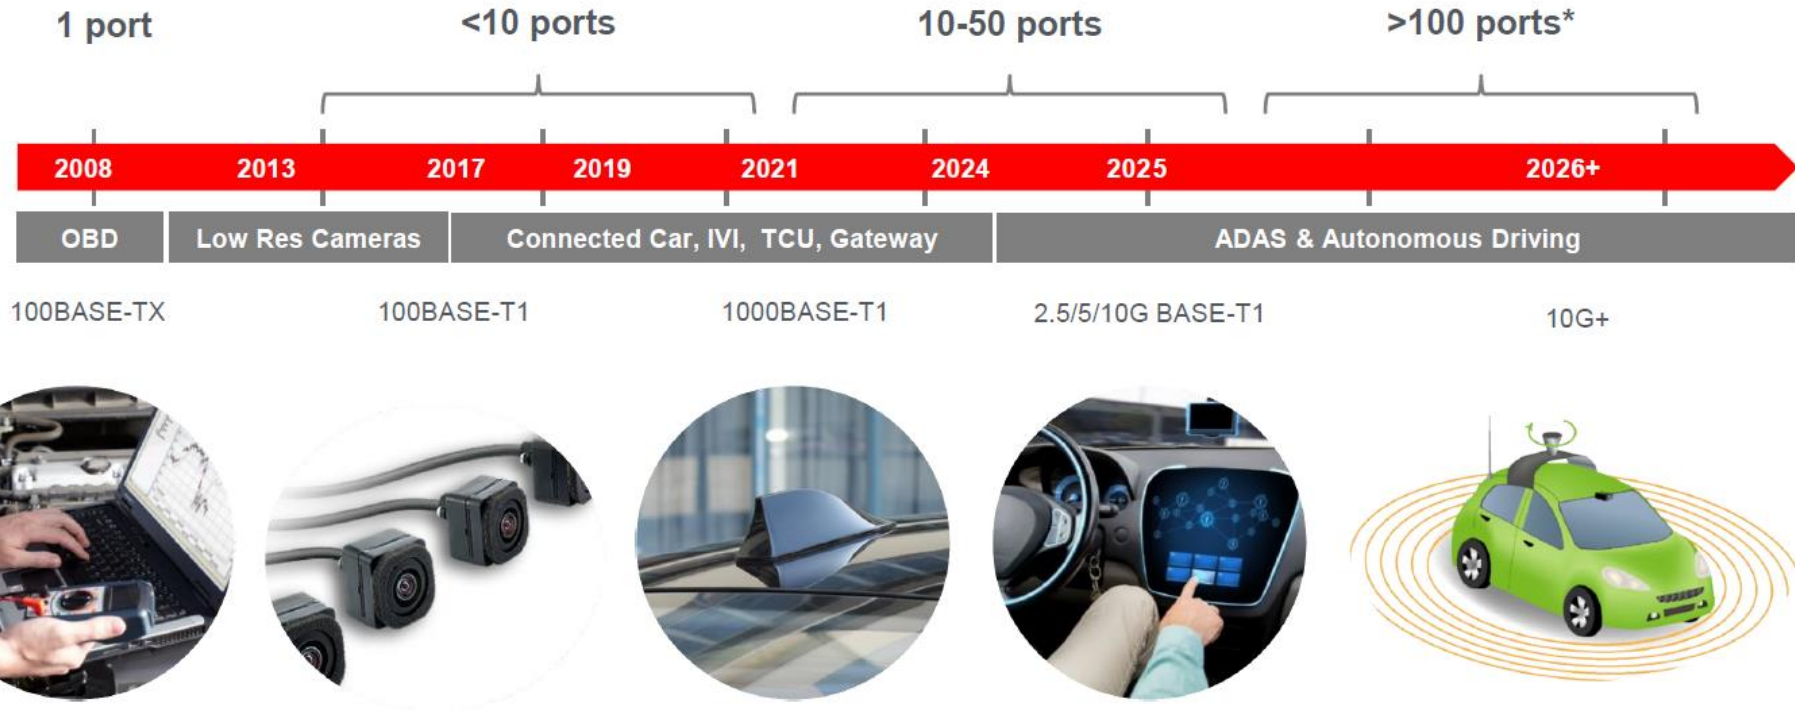 1 port <10 ports 10-50 ports >100 ports*
2008 2013 2017 2019 2021 2024 2025 2026+
OBD Low Res Cameras Connected Car, IVI, TCU, Gateway ADAS & Autonomous Driving
100BASE-TX 100BASE-T1 1000BASE-T1 2.5/5/10G BASE-T1 10G+